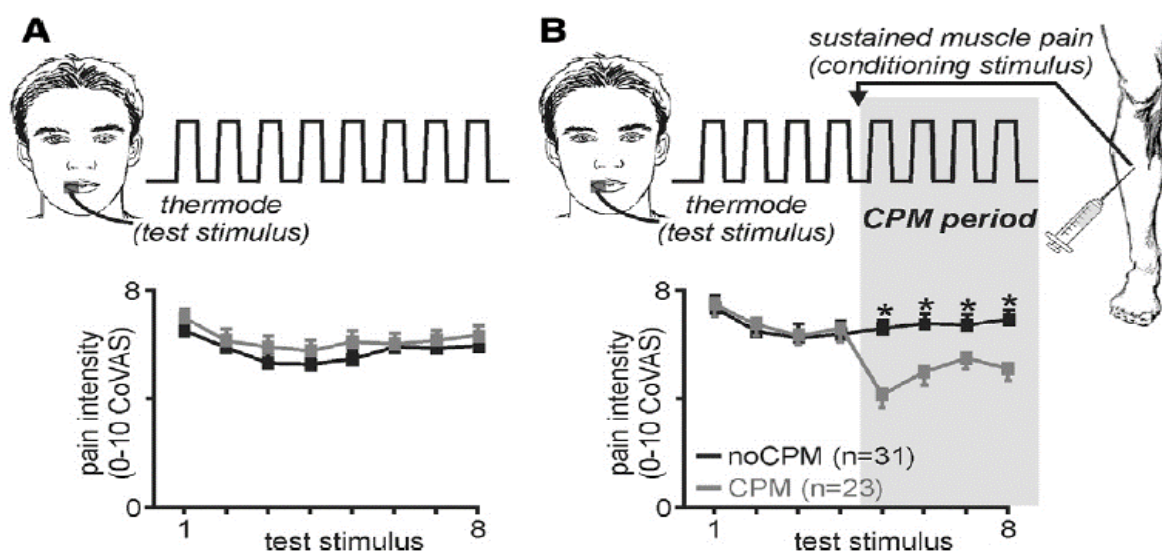 A
thermode
(test stimulus)
pain intensity
(0-10 CoVAS)
8
0
1
8
test stimulus
B
sustained muscle pain
(conditioning stimulus)
thermode
(test stimulus)
CPM period
pain intensity
(0-10 CoVAS)
8
0
* * * *
noCPM (n=31)
CPM (n=23)
1
8
test stimulus